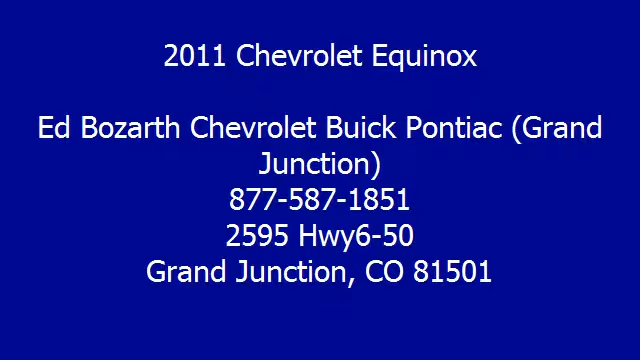 2011 Chevrolet Equinox
Ed Bozarth Chevrolet Buick Pontiac (Grand
Junction)
877-587-1851
2595 Hwy6-50
Grand Junction, CO 81501